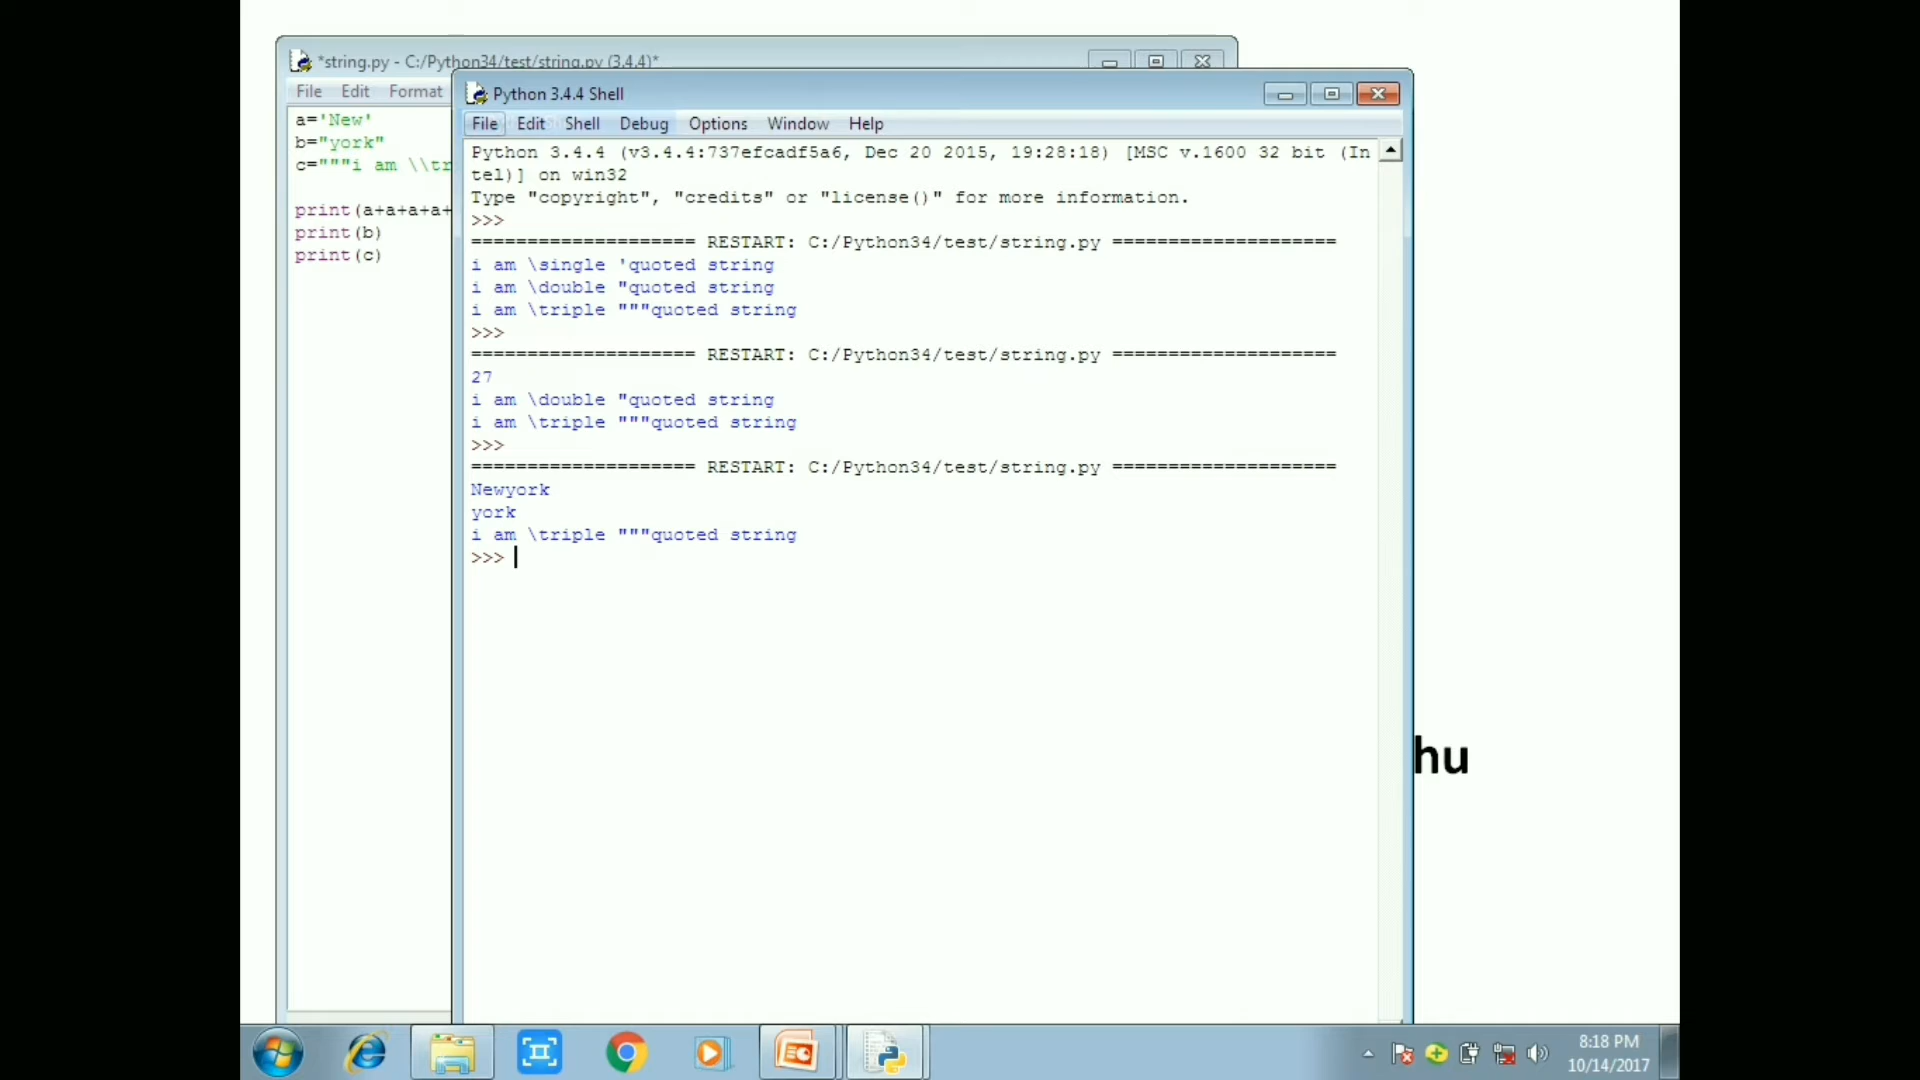 *string.py - C:/Python34/test/string.py (3.4.4)*
File Edit Format
a='New'
b="york"
c="""i am \\tr
print(a+a+a+a+
print(b)
print(c)
Python 3.4.4 Shell
File Edit Shell Debug Options Window Help
Python 3.4.4 (v3.4.4:737efcadf5a6, Dec 20 2015, 19:28:18) [MSC v.1600 32 bit (In
tel)] on win32
Type "copyright", "credits" or "license()" for more information.
>>>
==================== RESTART: C:/Python34/test/string.py ====================
i am \single 'quoted string
i am \double "quoted string
i am \triple """quoted string
>>>
==================== RESTART: C:/Python34/test/string.py ====================
27
i am \double "quoted string
i am \triple """quoted string
>>>
==================== RESTART: C:/Python34/test/string.py ====================
Newyork
york
i am \triple """quoted string
>>>
hu
8:18 PM
10/14/2017